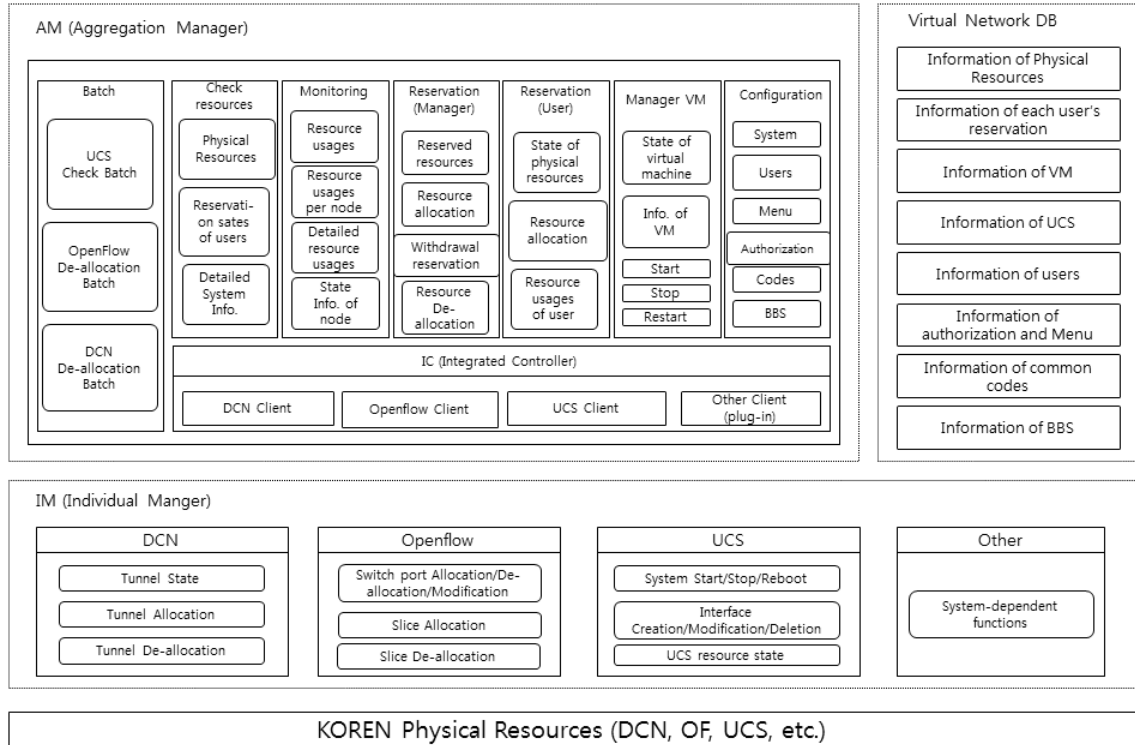 AM (Aggregation Manager)
Batch
UCS
Check Batch
OpenFlow
De-allocation
Batch
DCN
De-allocation
Batch
Check
resources
Physical
Resources
Reservati-
on sates
of users
Detailed
System
Info.
Monitoring
Resource
usages
Resource
usages
per node
Detailed
resource
usages
State
Info. of
node
Reservation
(Manager)
Reserved
resources
Resource
allocation
Withdrawal
reservation
Resource
De-
allocation
Reservation
(User)
State of
physical
resources
Resource
allocation
Resource
usages
of user
Manager VM
State of
virtual
machine
Info. of
VM
Start
Stop
Restart
Configuration
System
Users
Menu
Authorization
Codes
BBS
IC (Integrated Controller)
DCN Client
Openflow Client
UCS Client
Other Client
(plug-in)
Virtual Network DB
Information of Physical
Resources
Information of each user's
reservation
Information of VM
Information of UCS
Information of users
Information of
authorization and Menu
Information of common
codes
Information of BBS
IM (Individual Manger)
DCN
Tunnel State
Tunnel Allocation
Tunnel De-allocation
Openflow
Switch port Allocation/De-
allocation/Modification
Slice Allocation
Slice De-allocation
UCS
System Start/Stop/Reboot
Interface
Creation/Modification/Deletion
UCS resource state
Other
System-dependent
functions
KOREN Physical Resources (DCN, OF, UCS, etc.)